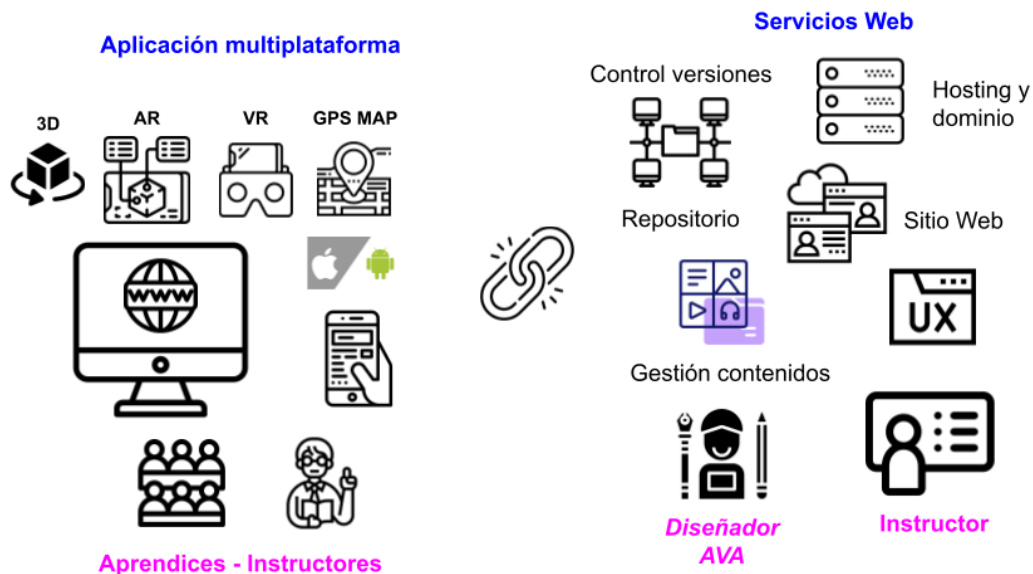 Aplicación multiplataforma
3D
AR
VR
GPS MAP
WWW
Aprendices - Instructores
Servicios Web
Control versiones
Hosting y
dominio
Repositorio
Sitio Web
UX
Gestión contenidos
Diseñador
AVA
Instructor